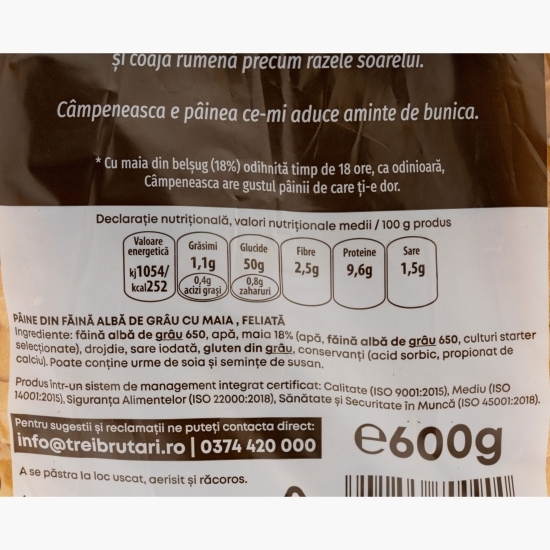 și coaja rumenă precum razele soarelui.
Câmpeneasca e pâinea ce-mi aduce aminte de bunica.
* Cu maia din belșug (18%) odihnită timp de 18 ore, ca odinioară,
Câmpeneasca are gustul pâinii de care ți-e dor.
Declarație nutrițională, valori nutriționale medii / 100 g produs
Valoare energetică kj1054/ kcal252
Grăsimi 1,1g 0,4g acizi grași
Glucide 50g 0,8g zaharuri
Fibre 2,5g
Proteine 9,6g
Sare 1,5g
PÂINE DIN FĂINĂ ALBĂ DE GRÂU CU MAIA , FELIATĂ
Ingrediente: făină albă de grâu 650, apă, maia 18% (apă, făină albă de grâu 650, culturi starter
selecționate), drojdie, sare iodată, gluten din grâu, conservanți (acid sorbic, propionat de
calciu). Poate conține urme de soia și semințe de susan.
Produs într-un sistem de management integrat certificat: Calitate (ISO 9001:2015), Mediu (ISO
14001:2015), Siguranța Alimentelor (ISO 22000:2018), Sănătate și Securitate în Muncă (ISO 45001:2018).
Pentru sugestii și reclamații ne puteți contacta direct:
info@treibrutari.ro | 0374 420 000
℮600g
A se păstra la loc uscat, aerisit și răcoros.